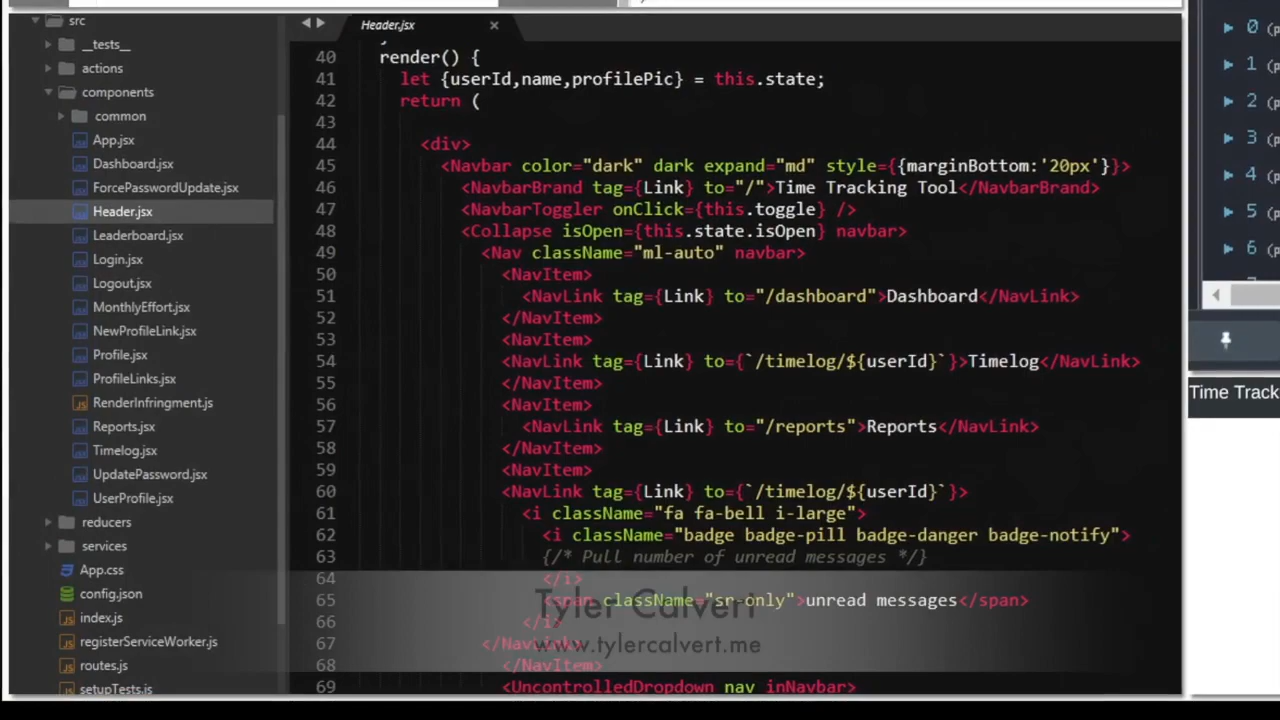 src
__tests__
actions
components
common
App.jsx
Dashboard.jsx
ForcePasswordUpdate.jsx
Header.jsx
Leaderboard.jsx
Login.jsx
Logout.jsx
MonthlyEffort.jsx
NewProfileLink.jsx
Profile.jsx
ProfileLinks.jsx
RenderInfringment.js
Reports.jsx
Timelog.jsx
UpdatePassword.jsx
UserProfile.jsx
reducers
services
App.css
config.json
index.js
registerServiceWorker.js
routes.js
setupTests.js
Header.jsx
40 render() {
41 let {userId,name,profilePic} = this.state;
42 return (
43
44 <div>
45 <Navbar color="dark" dark expand="md" style={{marginBottom:'20px'}}>
46 <NavbarBrand tag={Link} to="/">Time Tracking Tool</NavbarBrand>
47 <NavbarToggler onClick={this.toggle} />
48 <Collapse isOpen={this.state.isOpen} navbar>
49 <Nav className="ml-auto" navbar>
50 <NavItem>
51 <NavLink tag={Link} to="/dashboard">Dashboard</NavLink>
52 </NavItem>
53 <NavItem>
54 <NavLink tag={Link} to={`/timelog/${userId}`}>Timelog</NavLink>
55 </NavItem>
56 <NavItem>
57 <NavLink tag={Link} to="/reports">Reports</NavLink>
58 </NavItem>
59 <NavItem>
60 <NavLink tag={Link} to={`/timelog/${userId}`}>
61 <i className="fa fa-bell i-large">
62 <i className="badge badge-pill badge-danger badge-notify">
63 {/* Pull number of unread messages */}
64 </i>
65 <span className="sr-only">unread messages</span>
66 </i>
67 </NavLink>
68 </NavItem>
69 <UncontrolledDropdown nav inNavbar>
Tyler Calvert
www.tylercalvert.me
0 (p
1 (p
2 (p
3 (p
4 (p
5 (p
6 (p
Time Track